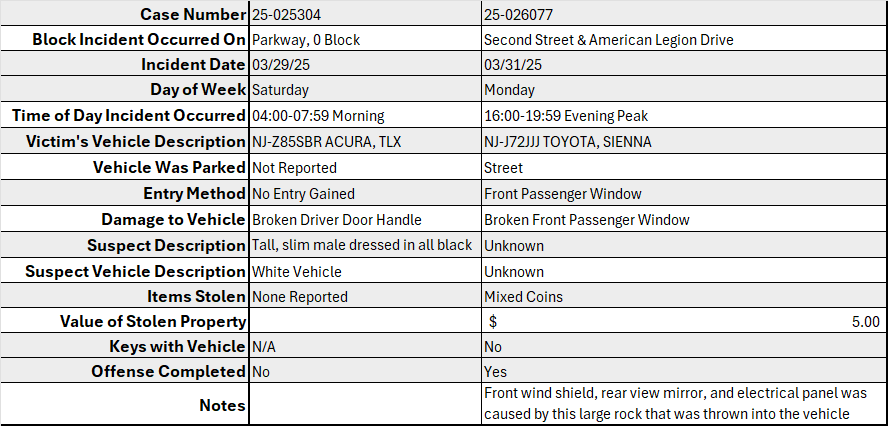 Case Number 25-025304 25-026077
Block Incident Occurred On Parkway, 0 Block Second Street & American Legion Drive
Incident Date 03/29/25 03/31/25
Day of Week Saturday Monday
Time of Day Incident Occurred 04:00-07:59 Morning 16:00-19:59 Evening Peak
Victim's Vehicle Description NJ-Z85SBR ACURA, TLX NJ-J72JJJ TOYOTA, SIENNA
Vehicle Was Parked Not Reported Street
Entry Method No Entry Gained Front Passenger Window
Damage to Vehicle Broken Driver Door Handle Broken Front Passenger Window
Suspect Description Tall, slim male dressed in all black Unknown
Suspect Vehicle Description White Vehicle Unknown
Items Stolen None Reported Mixed Coins
Value of Stolen Property $ 5.00
Keys with Vehicle N/A No
Offense Completed No Yes
Notes Front wind shield, rear view mirror, and electrical panel was
caused by this large rock that was thrown into the vehicle